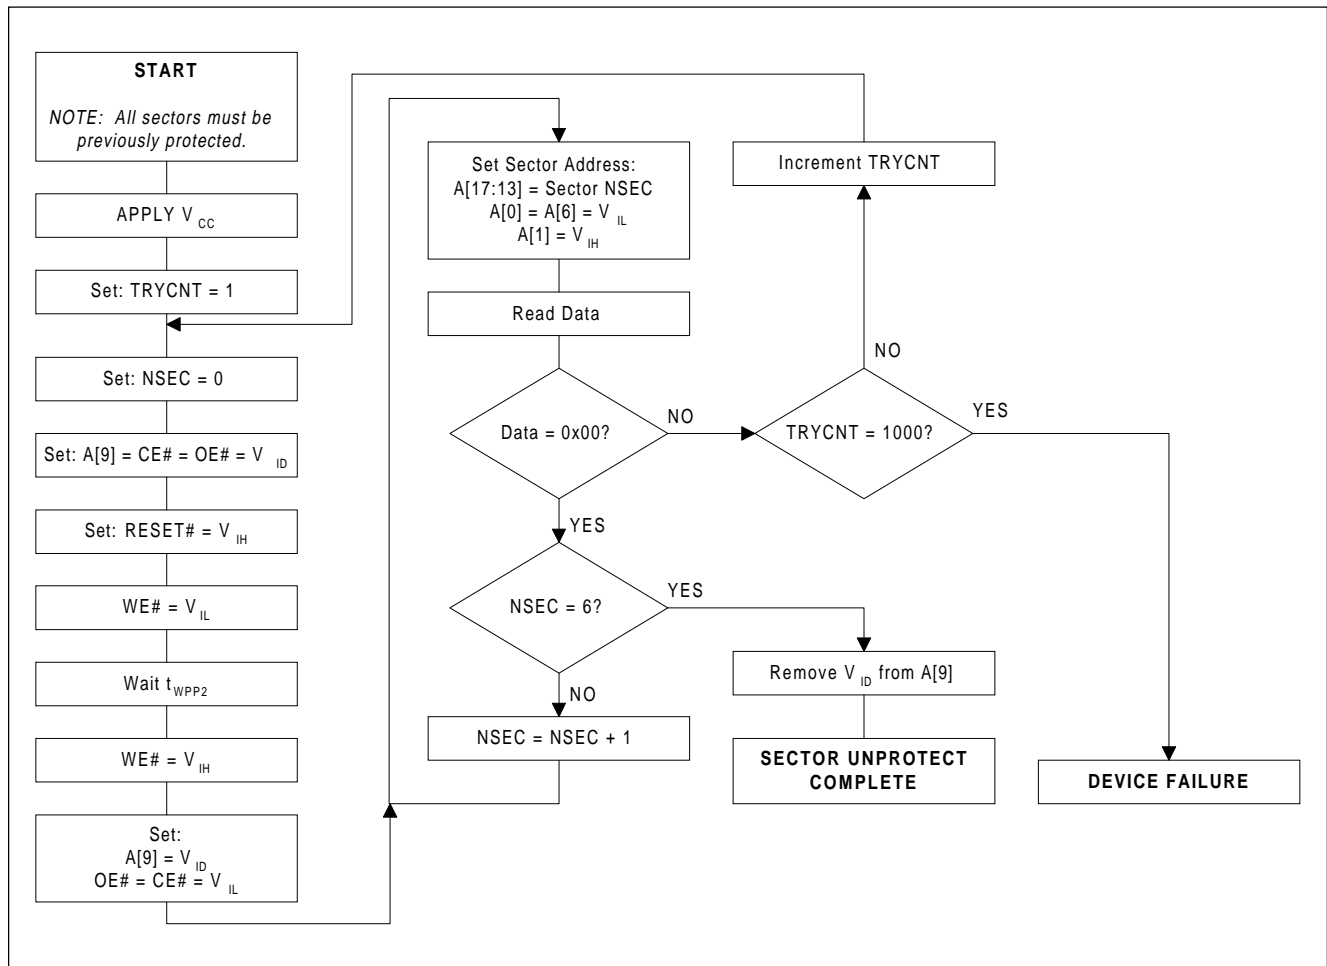 START
NOTE: All sectors must be
previously protected.
APPLY V CC
Set: TRYCNT = 1
Set: NSEC = 0
Set: A[9] = CE# = OE# = V ID
Set: RESET# = V IH
WE# = V IL
Wait t WPP2
WE# = V IH
Set:
A[9] = V ID
OE# = CE# = V IL
Set Sector Address:
A[17:13] = Sector NSEC
A[0] = A[6] = V IL
A[1] = V IH
Read Data
Data = 0x00?
NO
YES
NSEC = 6?
YES
NO
NSEC = NSEC + 1
Increment TRYCNT
NO
TRYCNT = 1000?
YES
Remove V ID from A[9]
SECTOR UNPROTECT
COMPLETE
DEVICE FAILURE